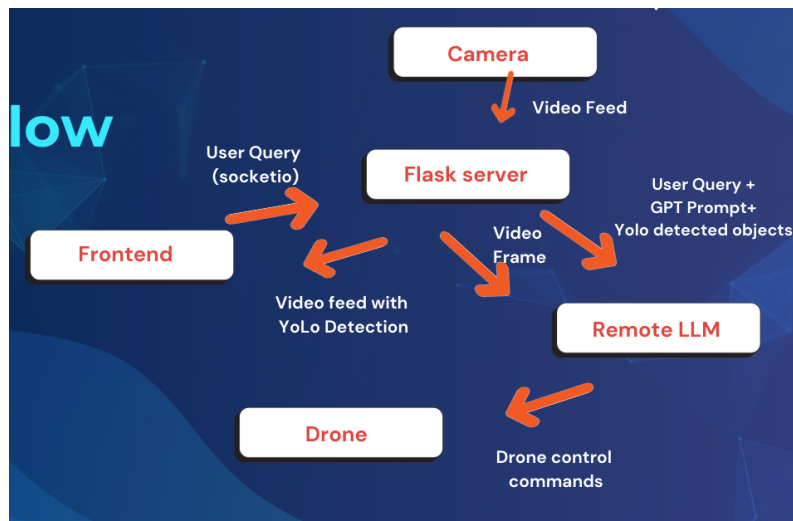 Camera
Video Feed
low
User Query
(socketio)
Flask server
User Query +
GPT Prompt+
Yolo detected objects
Frontend
Video
Frame
Video feed with
YoLo Detection
Remote LLM
Drone
Drone control
commands